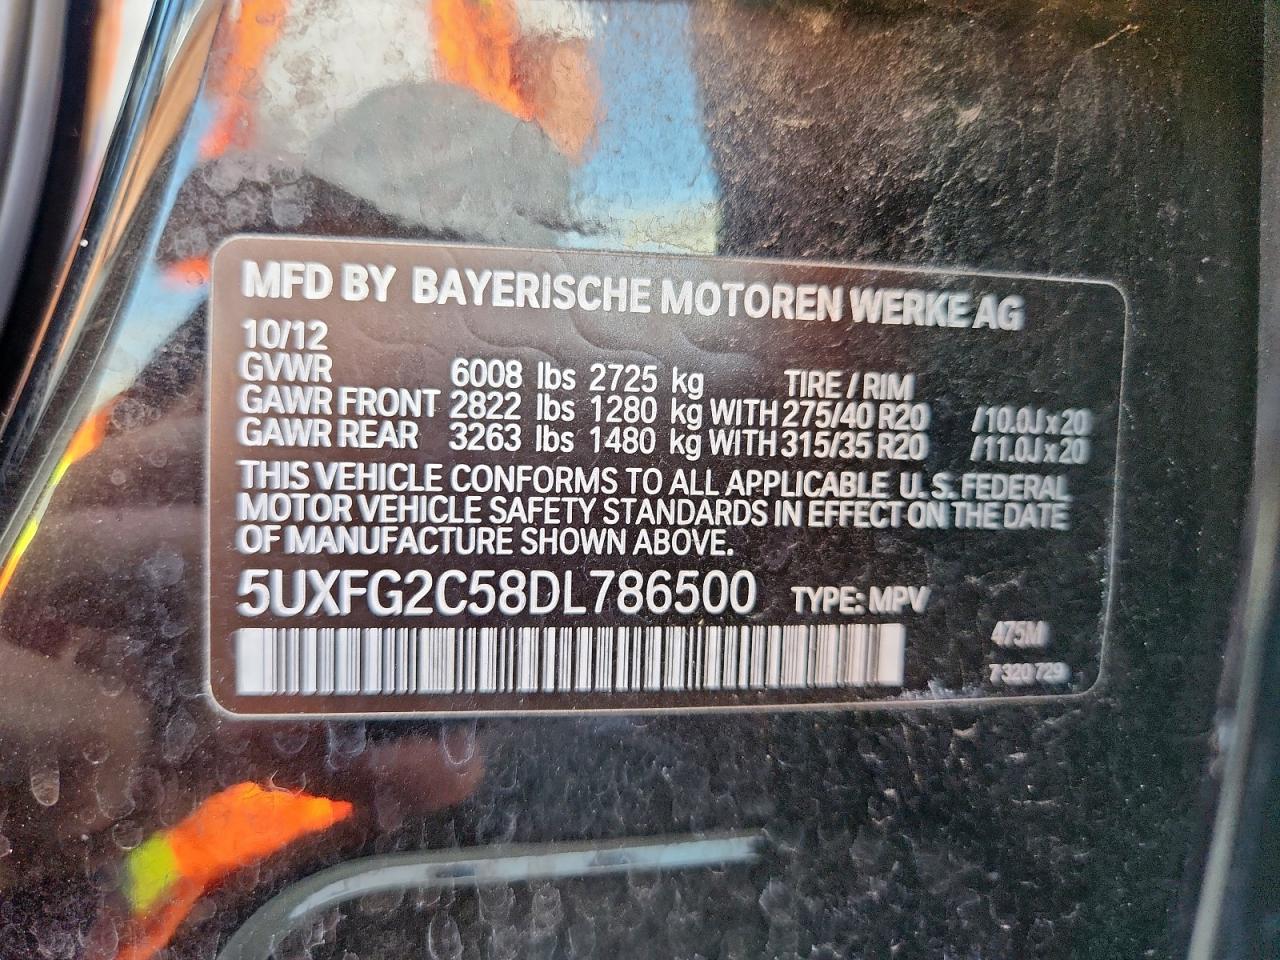 MFD BY BAYERISCHE MOTOREN WERKE AG
10/12
GVWR 6008 lbs 2725 kg TIRE / RIM
GAWR FRONT 2822 lbs 1280 kg WITH 275/40 R20 /10.0J x 20
GAWR REAR 3263 lbs 1480 kg WITH 315/35 R20 /11.0J x 20
THIS VEHICLE CONFORMS TO ALL APPLICABLE U.S. FEDERAL
MOTOR VEHICLE SAFETY STANDARDS IN EFFECT ON THE DATE
OF MANUFACTURE SHOWN ABOVE.
5UXFG2C58DL786500 TYPE: MPV
475M
7 320 729